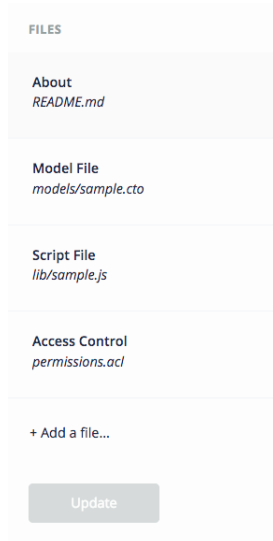 FILES
About
README.md
Model File
models/sample.cto
Script File
lib/sample.js
Access Control
permissions.acl
+ Add a file...
Update